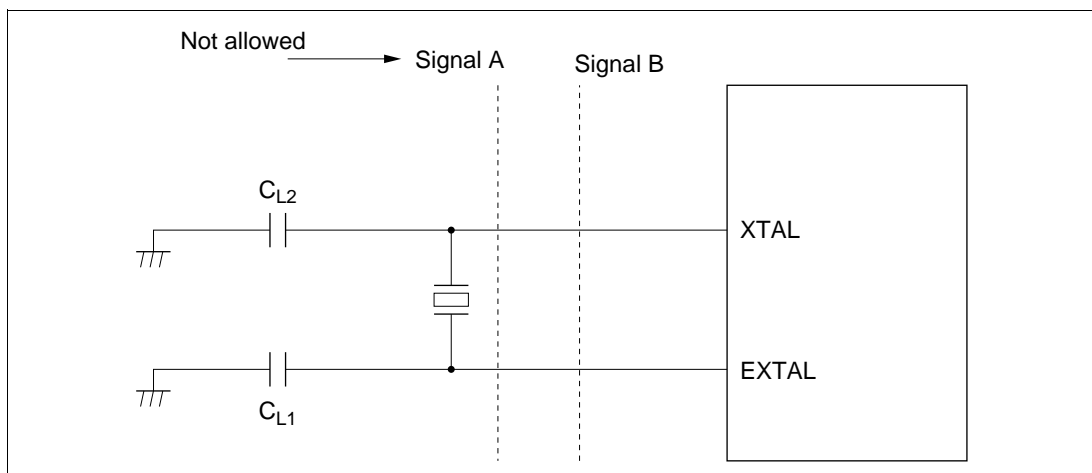 Not allowed
Signal A
Signal B
CL2
XTAL
EXTAL
CL1